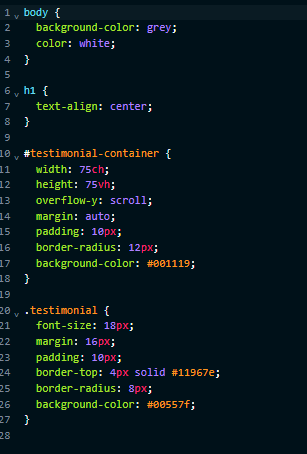 1 body {
2 background-color: grey;
3 color: white;
4 }
5
6 h1 {
7 text-align: center;
8 }
9
10 #testimonial-container {
11 width: 75ch;
12 height: 75vh;
13 overflow-y: scroll;
14 margin: auto;
15 padding: 10px;
16 border-radius: 12px;
17 background-color: #001119;
18 }
19
20 .testimonial {
21 font-size: 18px;
22 margin: 16px;
23 padding: 10px;
24 border-top: 4px solid #11967e;
25 border-radius: 8px;
26 background-color: #00557f;
27 }
28